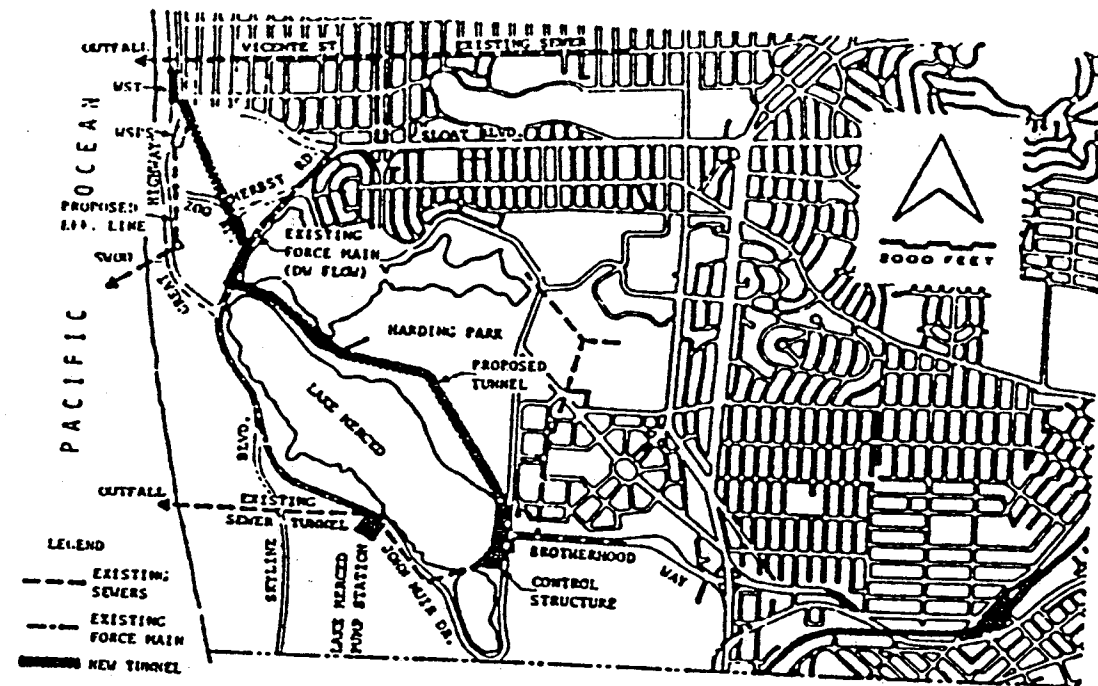 OUTFALL
VICENTE ST
EXISTING SEWER
WST
WSPS
OCEAN
PACIFIC
HIGHWAY
GREAT
ZOO
HERBST RD
SLOAT BLVD.
PROPOSED
LINE
SWOO
EXISTING
FORCE MAIN
(DW FLOW)
2000 FEET
HARDING PARK
PROPOSED
TUNNEL
LAKE MERCED
BLVD.
SKYLINE
OUTFALL
EXISTING
SEWER TUNNEL
LAKE MERCED
PUMP STATION
JOHN MUIR DR.
BROTHERHOOD
WAY
CONTROL
STRUCTURE
LEGEND
EXISTING
SEWERS
EXISTING
FORCE MAIN
NEW TUNNEL